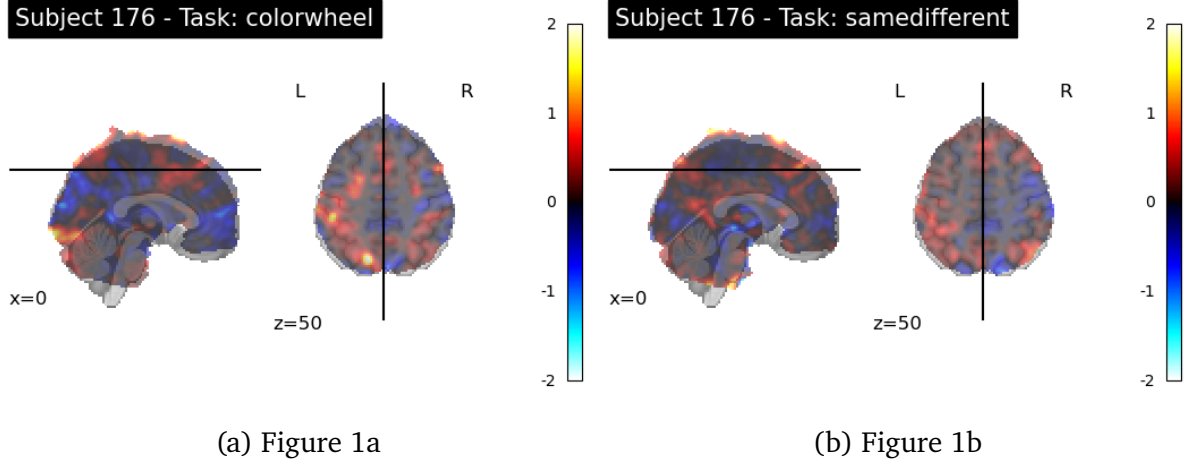 Subject 176 - Task: colorwheel
L
R
x=0
z=50
2
1
0
-1
-2
(a) Figure 1a
Subject 176 - Task: samedifferent
L
R
x=0
z=50
2
1
0
-1
-2
(b) Figure 1b